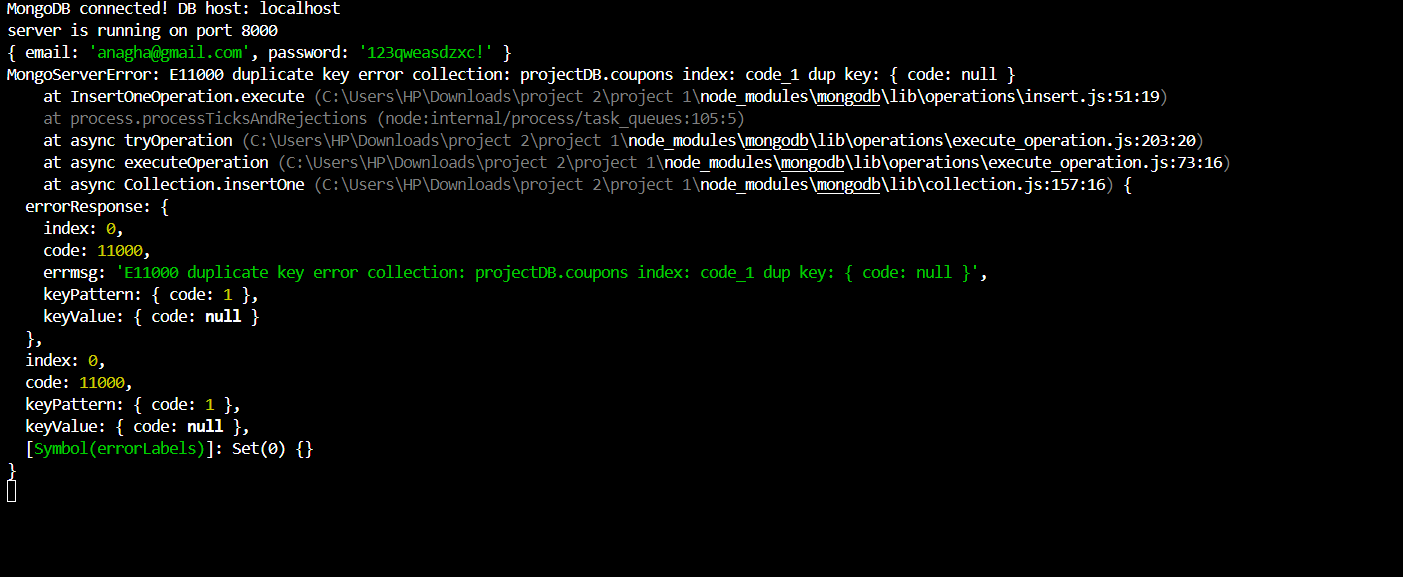 MongoDB connected! DB host: localhost
server is running on port 8000
{ email: 'anagha@gmail.com', password: '123qweasdzxc!' }
MongoServerError: E11000 duplicate key error collection: projectDB.coupons index: code_1 dup key: { code: null }
    at InsertOneOperation.execute (C:\Users\HP\Downloads\project 2\project 1\node_modules\mongodb\lib\operations\insert.js:51:19)
    at process.processTicksAndRejections (node:internal/process/task_queues:105:5)
    at async tryOperation (C:\Users\HP\Downloads\project 2\project 1\node_modules\mongodb\lib\operations\execute_operation.js:203:20)
    at async executeOperation (C:\Users\HP\Downloads\project 2\project 1\node_modules\mongodb\lib\operations\execute_operation.js:73:16)
    at async Collection.insertOne (C:\Users\HP\Downloads\project 2\project 1\node_modules\mongodb\lib\collection.js:157:16) {
  errorResponse: {
    index: 0,
    code: 11000,
    errmsg: 'E11000 duplicate key error collection: projectDB.coupons index: code_1 dup key: { code: null }',
    keyPattern: { code: 1 },
    keyValue: { code: null }
  },
  index: 0,
  code: 11000,
  keyPattern: { code: 1 },
  keyValue: { code: null },
  [Symbol(errorLabels)]: Set(0) {}
}